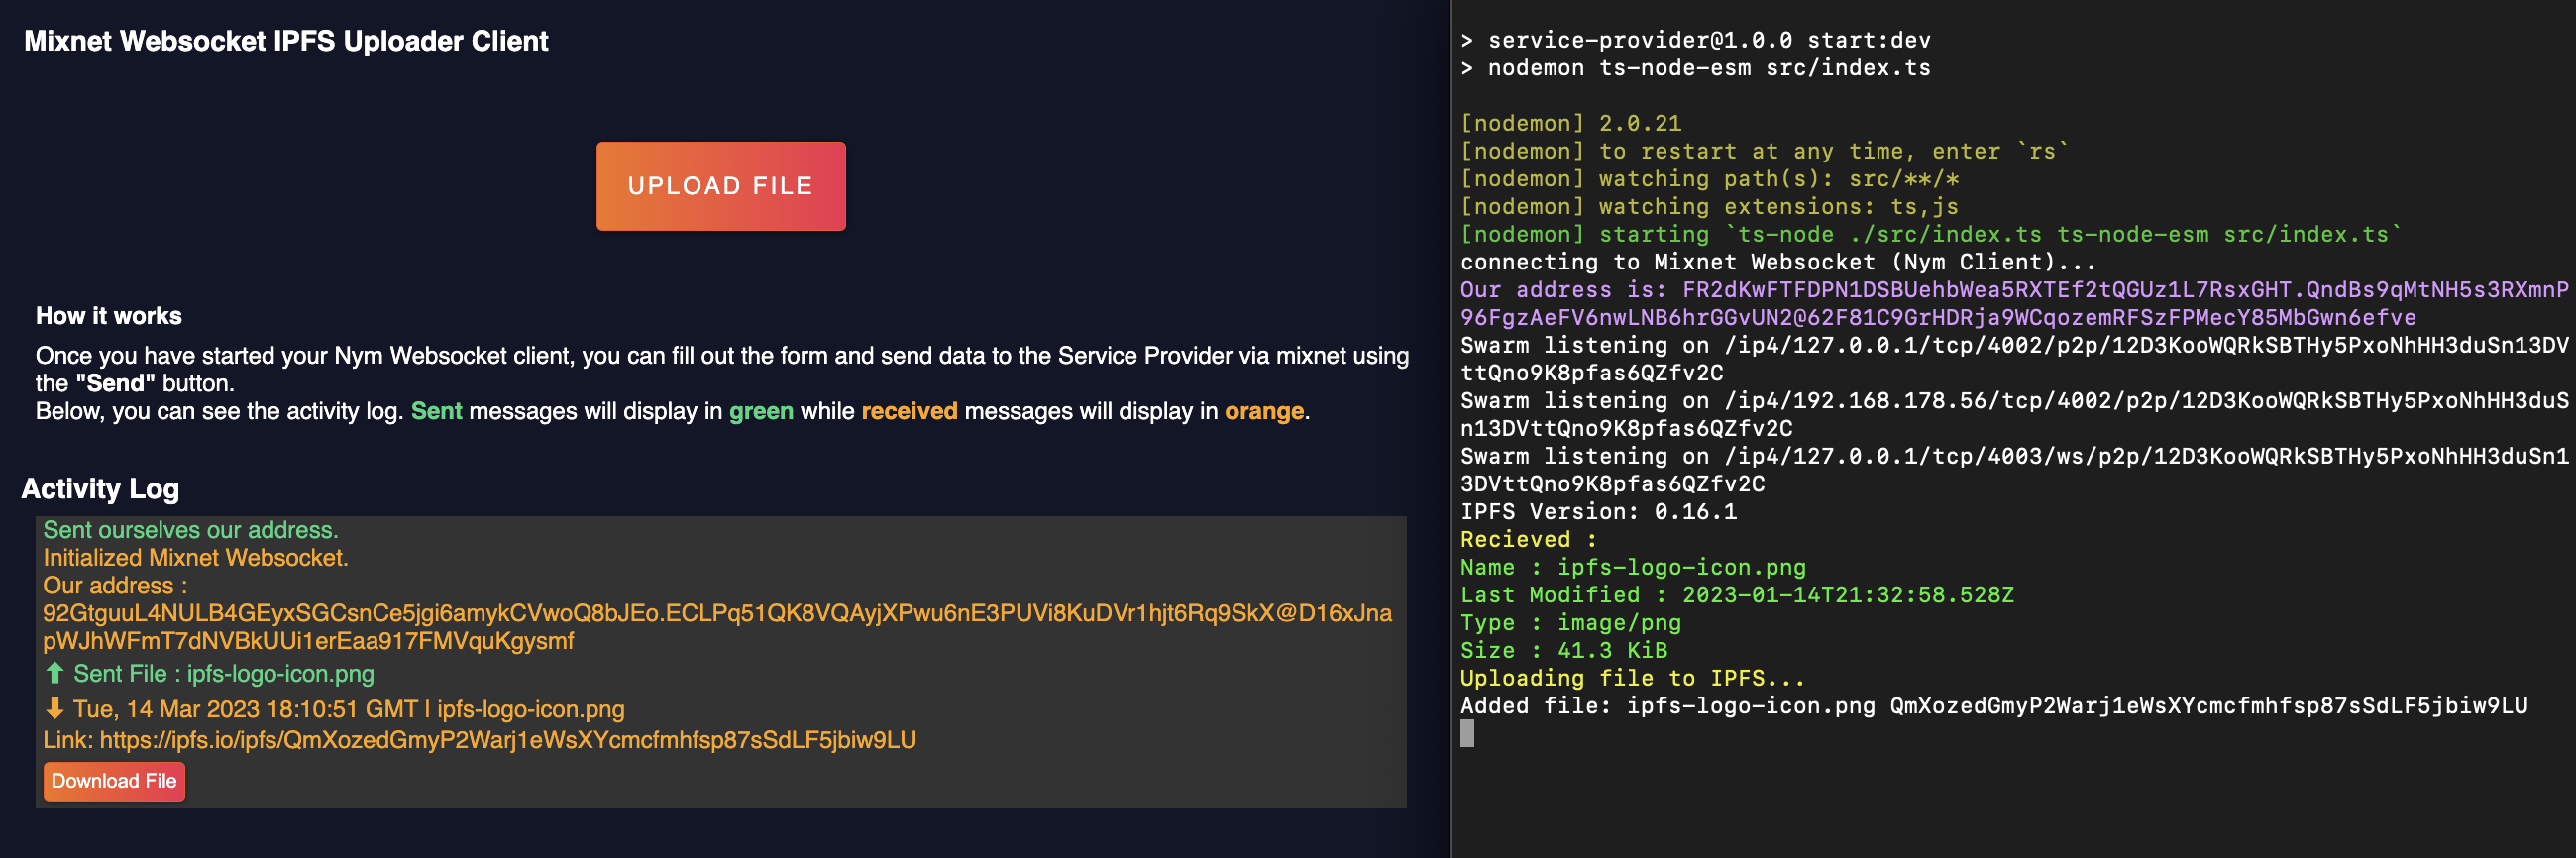 Mixnet Websocket IPFS Uploader Client
UPLOAD FILE
How it works
Once you have started your Nym Websocket client, you can fill out the form and send data to the Service Provider via mixnet using
the "Send" button.
Below, you can see the activity log. Sent messages will display in green while received messages will display in orange.
Activity Log
Sent ourselves our address.
Initialized Mixnet Websocket.
Our address :
92GtguuL4NULB4GEyxSGCsnCe5jgi6amykCVwoQ8bJEo.ECLPq51QK8VQAyjXPwu6nE3PUVi8KuDVr1hjt6Rq9SkX@D16xJna
pWJhWFmT7dNVBkUUi1erEaa917FMVquKgysmf
Sent File : ipfs-logo-icon.png
Tue, 14 Mar 2023 18:10:51 GMT | ipfs-logo-icon.png
Link: https://ipfs.io/ipfs/QmXozedGmyP2Warj1eWsXYcmcfmhfsp87sSdLF5jbiw9LU
Download File
> service-provider@1.0.0 start:dev
> nodemon ts-node-esm src/index.ts
[nodemon] 2.0.21
[nodemon] to restart at any time, enter `rs`
[nodemon] watching path(s): src/**/*
[nodemon] watching extensions: ts,js
[nodemon] starting `ts-node ./src/index.ts ts-node-esm src/index.ts`
connecting to Mixnet Websocket (Nym Client)...
Our address is: FR2dKwFTFDPN1DSBUehbWea5RXTEf2tQGUz1L7RsxGHT.QndBs9qMtNH5s3RXmnP
96FgzAeFV6nwLNB6hrGGvUN2@62F81C9GrHDRja9WCqozemRFSzFPMecY85MbGwn6efve
Swarm listening on /ip4/127.0.0.1/tcp/4002/p2p/12D3KooWQRkSBTHy5PxoNhHH3duSn13DV
ttQno9K8pfas6QZfv2C
Swarm listening on /ip4/192.168.178.56/tcp/4002/p2p/12D3KooWQRkSBTHy5PxoNhHH3duS
n13DVttQno9K8pfas6QZfv2C
Swarm listening on /ip4/127.0.0.1/tcp/4003/ws/p2p/12D3KooWQRkSBTHy5PxoNhHH3duSn1
3DVttQno9K8pfas6QZfv2C
IPFS Version: 0.16.1
Recieved :
Name : ipfs-logo-icon.png
Last Modified : 2023-01-14T21:32:58.528Z
Type : image/png
Size : 41.3 KiB
Uploading file to IPFS...
Added file: ipfs-logo-icon.png QmXozedGmyP2Warj1eWsXYcmcfmhfsp87sSdLF5jbiw9LU